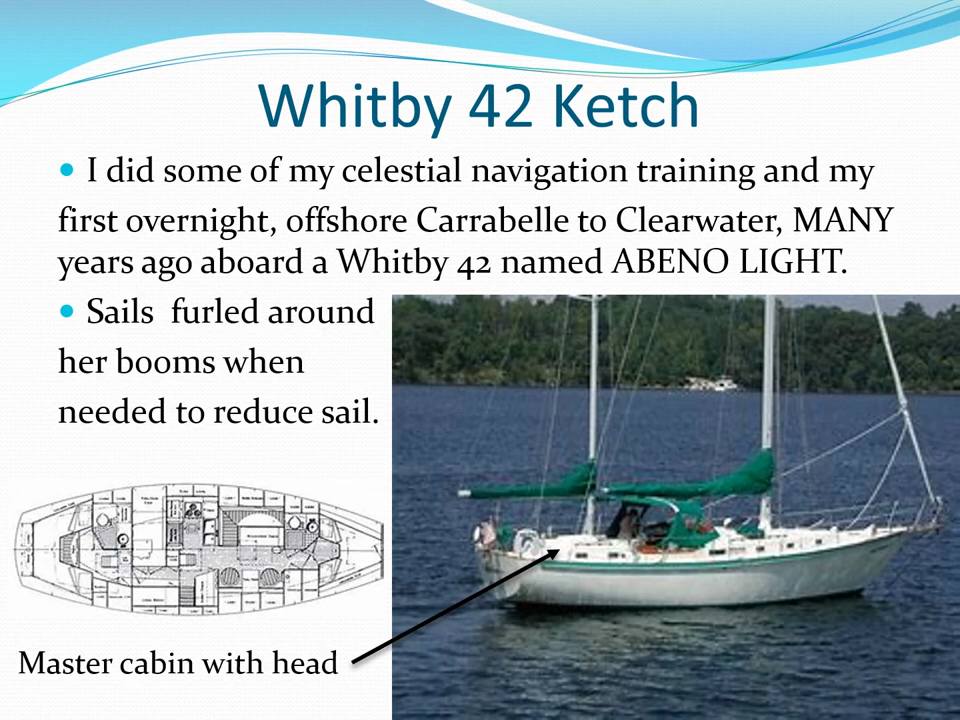 Whitby 42 Ketch
• I did some of my celestial navigation training and my
first overnight, offshore Carrabelle to Clearwater, MANY
years ago aboard a Whitby 42 named ABENO LIGHT.
• Sails  furled around
her booms when
needed to reduce sail.
Master cabin with head